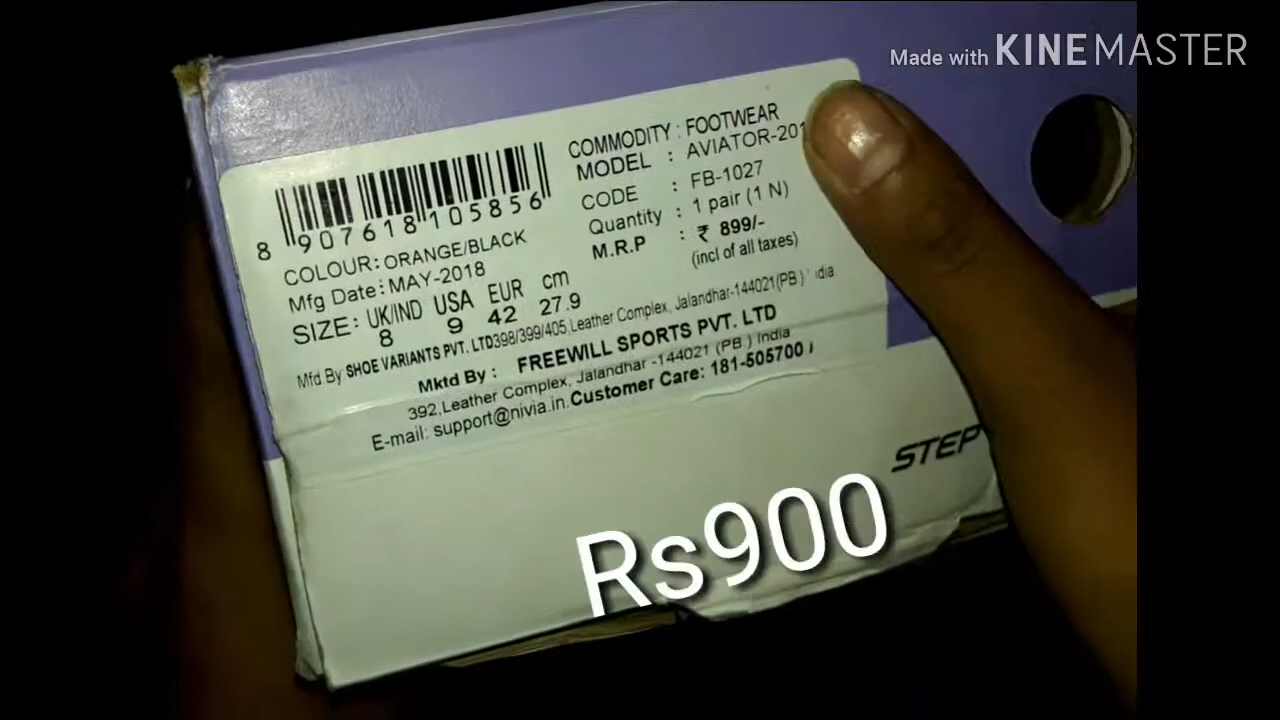 Made with KINEMASTER
COMMODITY : FOOTWEAR
MODEL : AVIATOR-201
CODE : FB-1027
Quantity : 1 pair (1 N)
M.R.P : ₹ 899/-
(incl of all taxes)
8 907618 105856
COLOUR: ORANGE/BLACK
Mfg Date: MAY-2018
SIZE: UK/IND USA EUR cm
8 9 42 27.9
Mfd By SHOE VARIANTS PVT. LTD 398/399/405, Leather Complex, Jalandhar-144021(PB)
Mktd By : FREEWILL SPORTS PVT. LTD
392, Leather Complex, Jalandhar -144021 (PB ) India
E-mail: support@nivia.in. Customer Care: 181-505700
STEP
Rs900